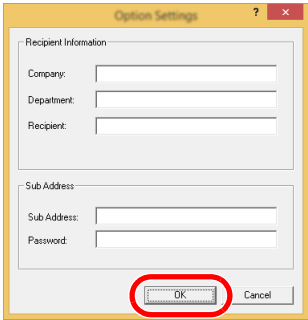 Option Settings
?
Recipient Information
Company:
Department:
Recipient:
Sub Address
Sub Address:
Password:
OK
Cancel